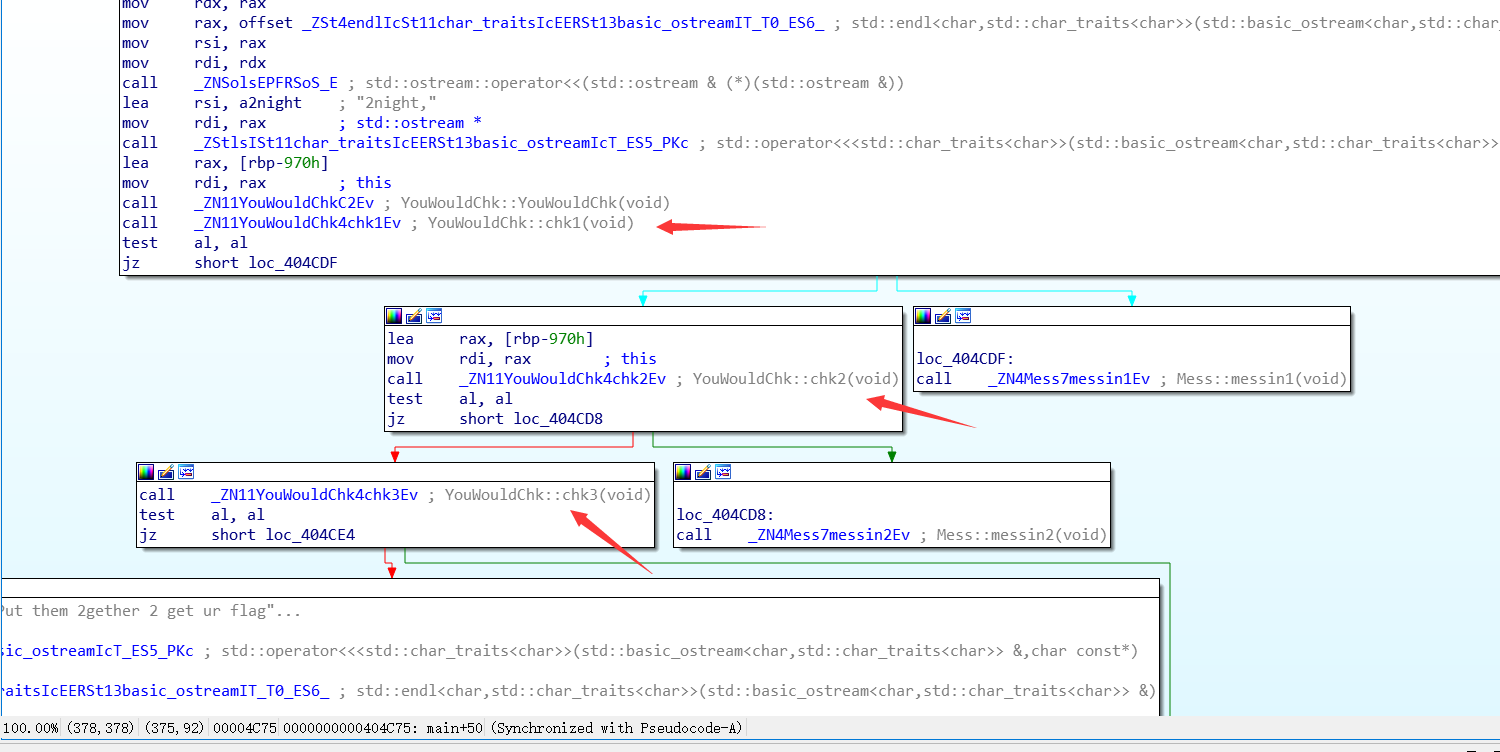 mov rdx, rax
mov rax, offset _ZSt4endlIcSt11char_traitsIcEERSt13basic_ostreamIT_T0_ES6_ ; std::endl<char,std::char_traits<char>>(std::basic_ostream<char,std::char_
mov rsi, rax
mov rdi, rdx
call _ZNSolsEPFRSoS_E ; std::ostream::operator<<(std::ostream & (*)(std::ostream &))
lea rsi, a2night ; "2night,"
mov rdi, rax ; std::ostream *
call _ZStlsISt11char_traitsIcEERSt13basic_ostreamIcT_ES5_PKc ; std::operator<<<std::char_traits<char>>(std::basic_ostream<char,std::char_traits<char>>
lea rax, [rbp-970h]
mov rdi, rax ; this
call _ZN11YouWouldChkC2Ev ; YouWouldChk::YouWouldChk(void)
call _ZN11YouWouldChk4chk1Ev ; YouWouldChk::chk1(void)
test al, al
jz short loc_404CDF
lea rax, [rbp-970h]
mov rdi, rax ; this
call _ZN11YouWouldChk4chk2Ev ; YouWouldChk::chk2(void)
test al, al
jz short loc_404CD8
loc_404CDF:
call _ZN4Mess7messin1Ev ; Mess::messin1(void)
call _ZN11YouWouldChk4chk3Ev ; YouWouldChk::chk3(void)
test al, al
jz short loc_404CE4
loc_404CD8:
call _ZN4Mess7messin2Ev ; Mess::messin2(void)
Put them 2gether 2 get ur flag"...
sic_ostreamIcT_ES5_PKc ; std::operator<<<std::char_traits<char>>(std::basic_ostream<char,std::char_traits<char>> &,char const*)
raitsIcEERSt13basic_ostreamIT_T0_ES6_ ; std::endl<char,std::char_traits<char>>(std::basic_ostream<char,std::char_traits<char>> &)
100.00% (378,378) (375,92) 00004C75 0000000000404C75: main+50 (Synchronized with Pseudocode-A)